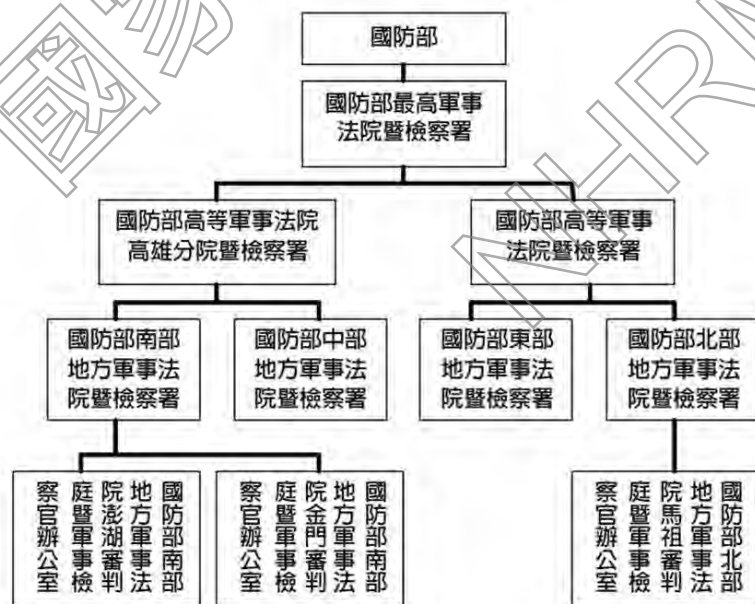 國防部
國防部最高軍事
法院暨檢察署
國防部高等軍事法院
高雄分院暨檢察署
國防部高等軍事
法院暨檢察署
國防部南部
地方軍事法
院暨檢察署
國防部中部
地方軍事法
院暨檢察署
國防部東部
地方軍事法
院暨檢察署
國防部北部
地方軍事法
院暨檢察署
國防部南部
地方軍事法
院澎湖審判
庭暨軍事檢
察官辦公室
國防部南部
地方軍事法
院金門審判
庭暨軍事檢
察官辦公室
國防部北部
地方軍事法
院馬祖審判
庭暨軍事檢
察官辦公室
國家
NHR